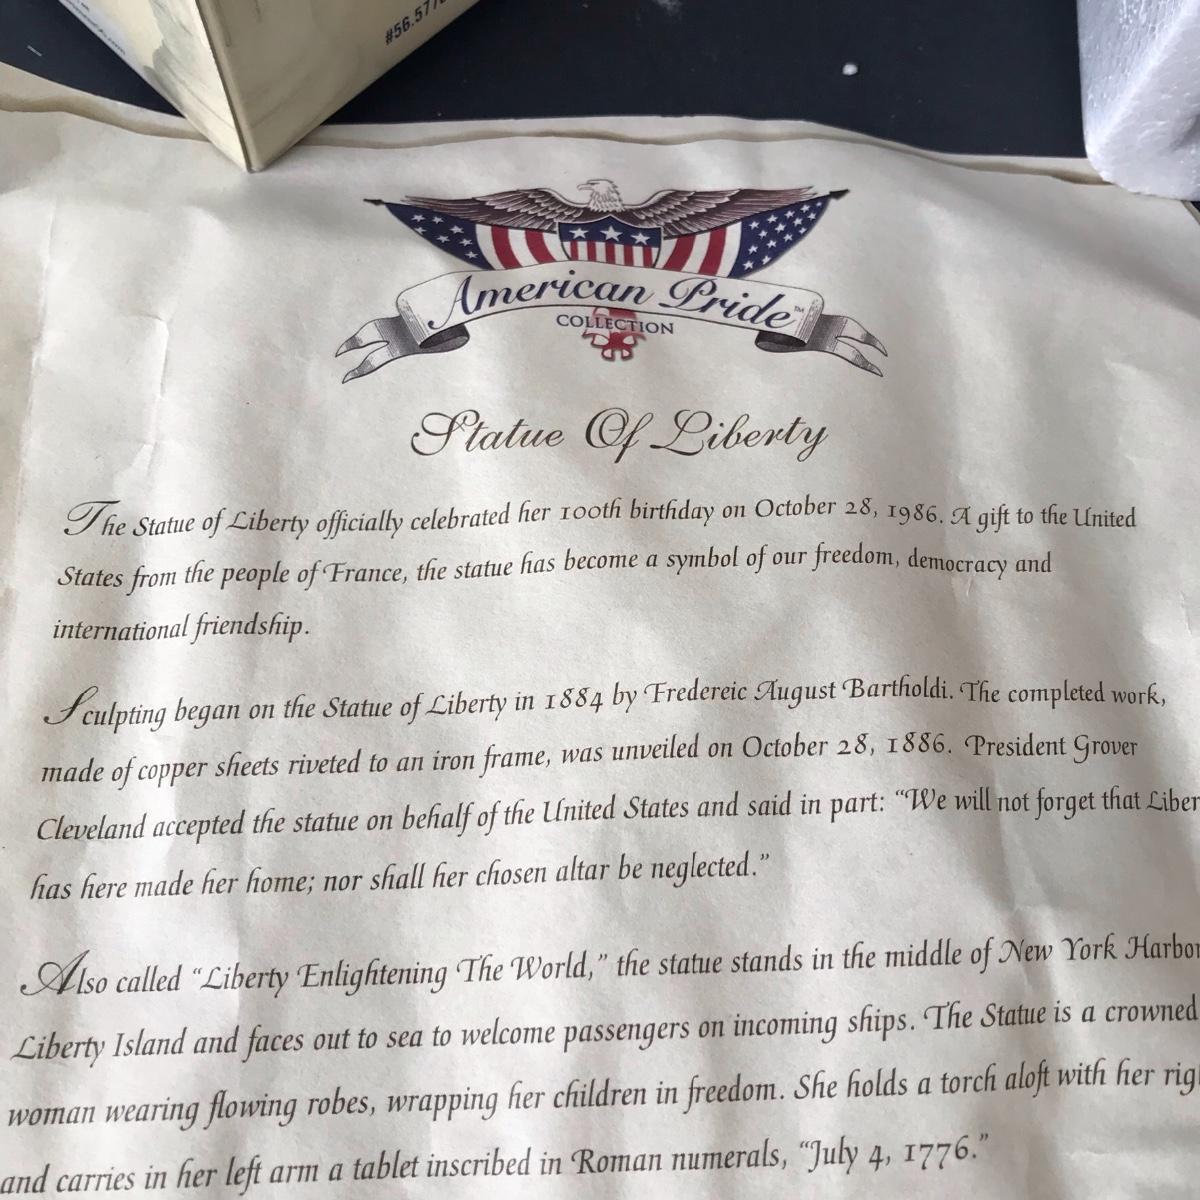 #56.577
American Pride™
COLLECTION
Statue Of Liberty
The Statue of Liberty officially celebrated her 100th birthday on October 28, 1986. A gift to the United
States from the people of France, the statue has become a symbol of our freedom, democracy and
international friendship.
Sculpting began on the Statue of Liberty in 1884 by Fredereic August Bartholdi. The completed work,
made of copper sheets riveted to an iron frame, was unveiled on October 28, 1886. President Grover
Cleveland accepted the statue on behalf of the United States and said in part: “We will not forget that Liber
has here made her home; nor shall her chosen altar be neglected.”
Also called “Liberty Enlightening The World,” the statue stands in the middle of New York Harbor
Liberty Island and faces out to sea to welcome passengers on incoming ships. The Statue is a crowned
woman wearing flowing robes, wrapping her children in freedom. She holds a torch aloft with her rig
and carries in her left arm a tablet inscribed in Roman numerals, “July 4, 1776.”